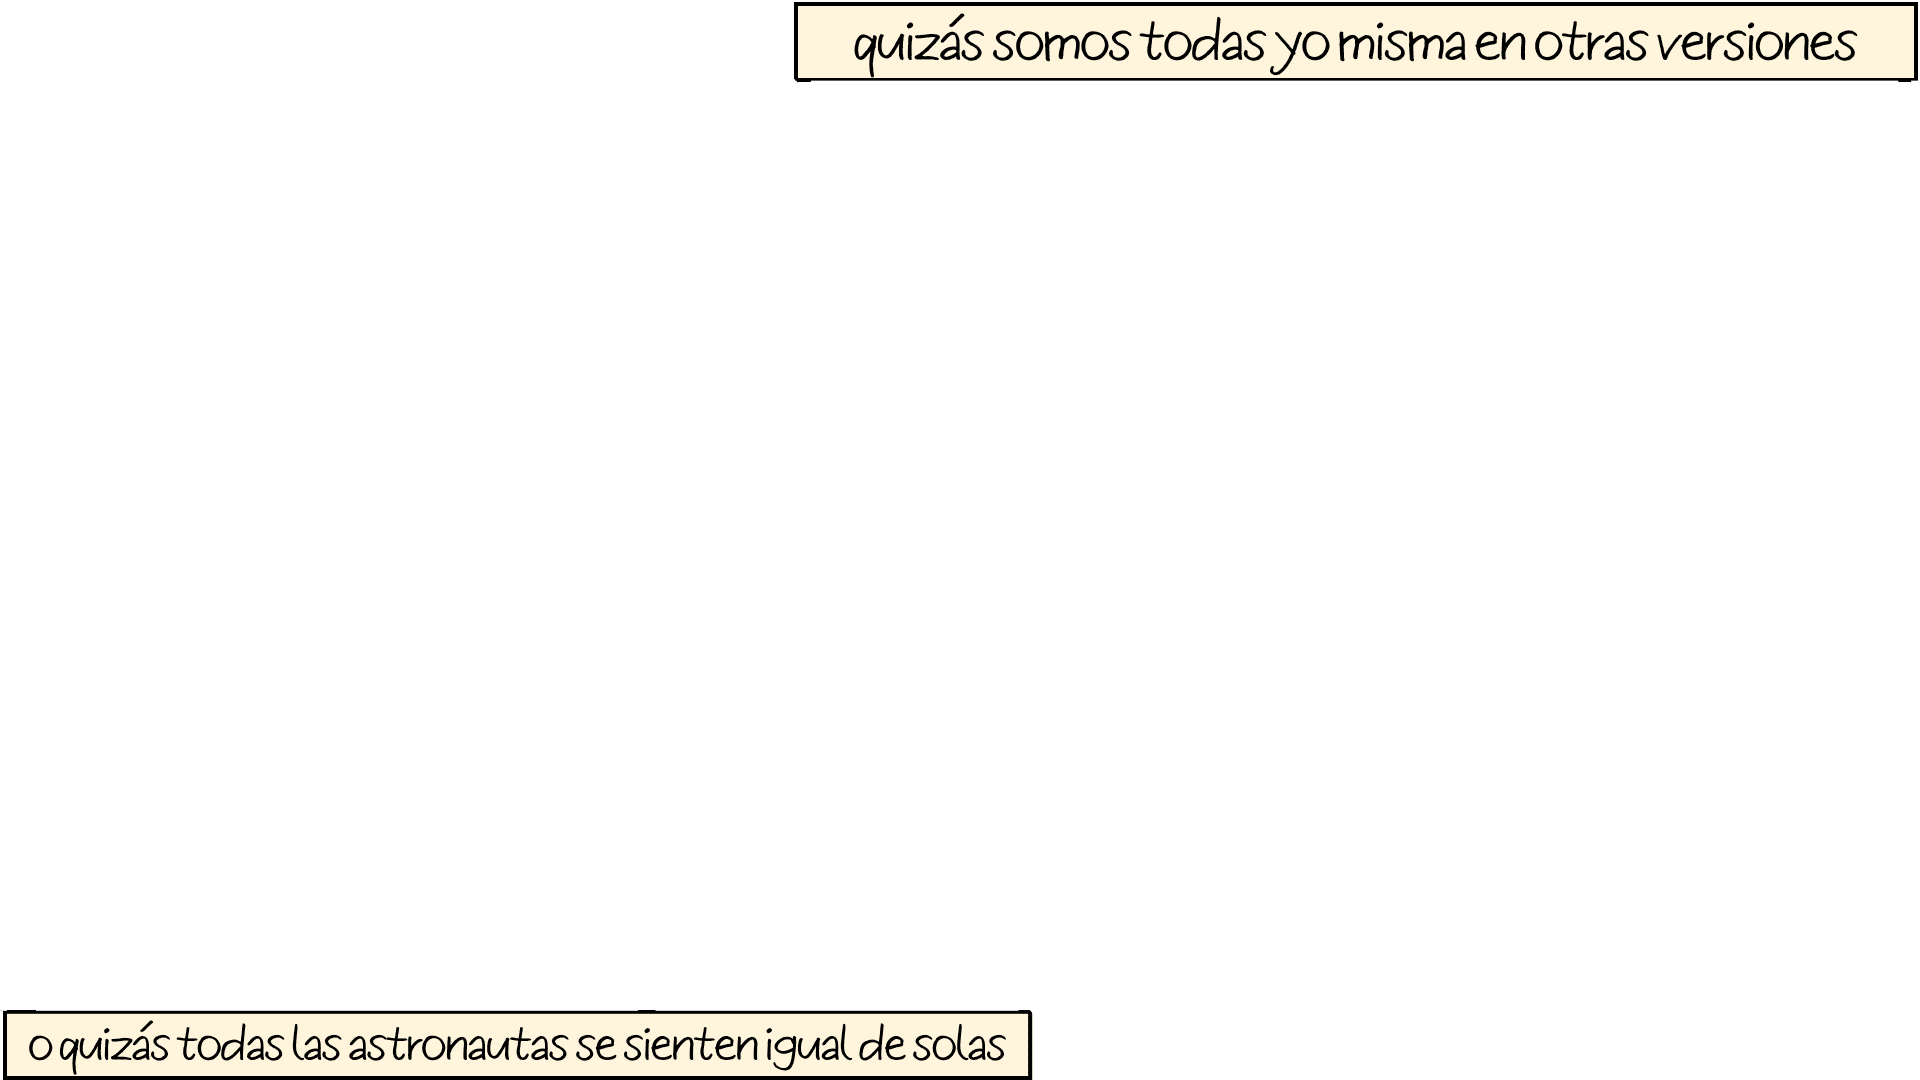 quizás somos todas yo misma en otras versiones
o quizás todas las astronautas se sienten igual de solas